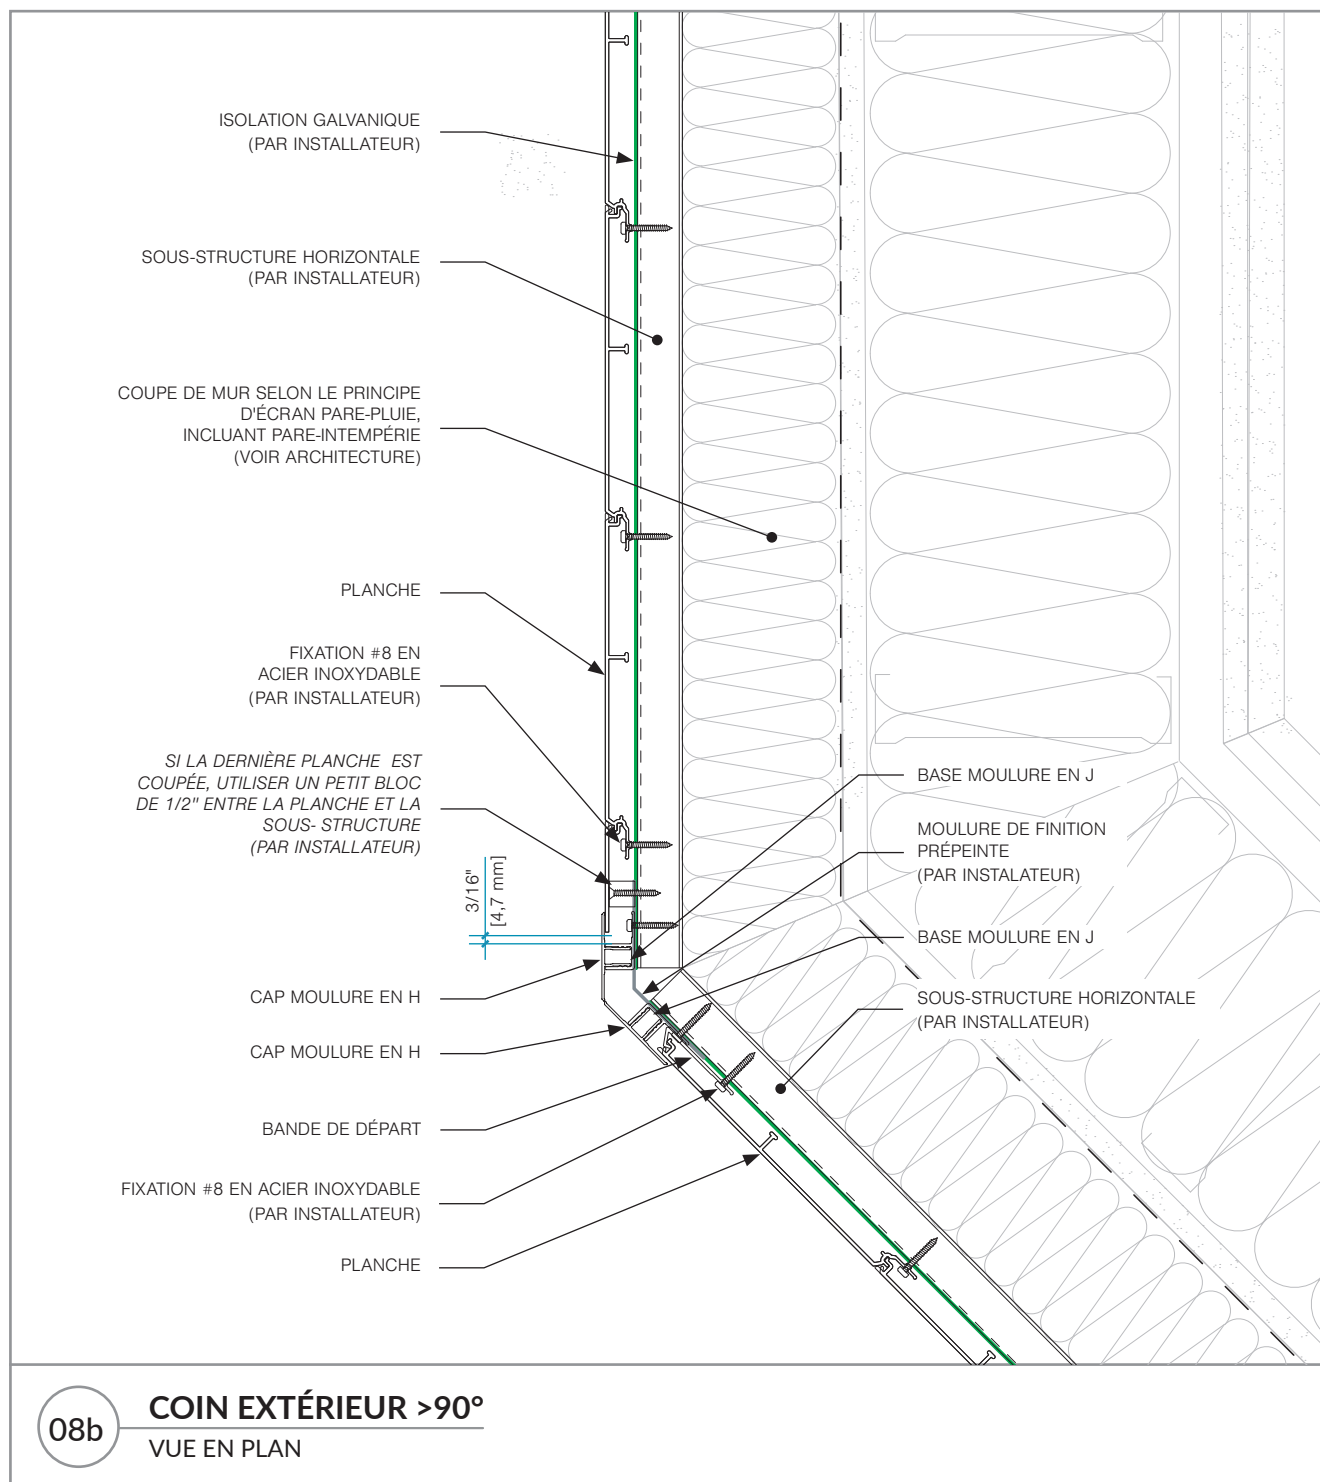 ISOLATION GALVANIQUE
(PAR INSTALLATEUR)
SOUS-STRUCTURE HORIZONTALE
(PAR INSTALLATEUR)
COUPE DE MUR SELON LE PRINCIPE
D'ÉCRAN PARE-PLUIE,
INCLUANT PARE-INTEMPÉRIE
(VOIR ARCHITECTURE)
PLANCHE
FIXATION #8 EN
ACIER INOXYDABLE
(PAR INSTALLATEUR)
SI LA DERNIÈRE PLANCHE EST
COUPÉE, UTILISER UN PETIT BLOC
DE 1/2" ENTRE LA PLANCHE ET LA
SOUS- STRUCTURE
(PAR INSTALLATEUR)
3/16"
[4,7 mm]
CAP MOULURE EN H
CAP MOULURE EN H
BANDE DE DÉPART
FIXATION #8 EN ACIER INOXYDABLE
(PAR INSTALLATEUR)
PLANCHE
BASE MOULURE EN J
MOULURE DE FINITION
PRÉPEINTE
(PAR INSTALATEUR)
BASE MOULURE EN J
SOUS-STRUCTURE HORIZONTALE
(PAR INSTALLATEUR)
08b
COIN EXTÉRIEUR >90°
VUE EN PLAN